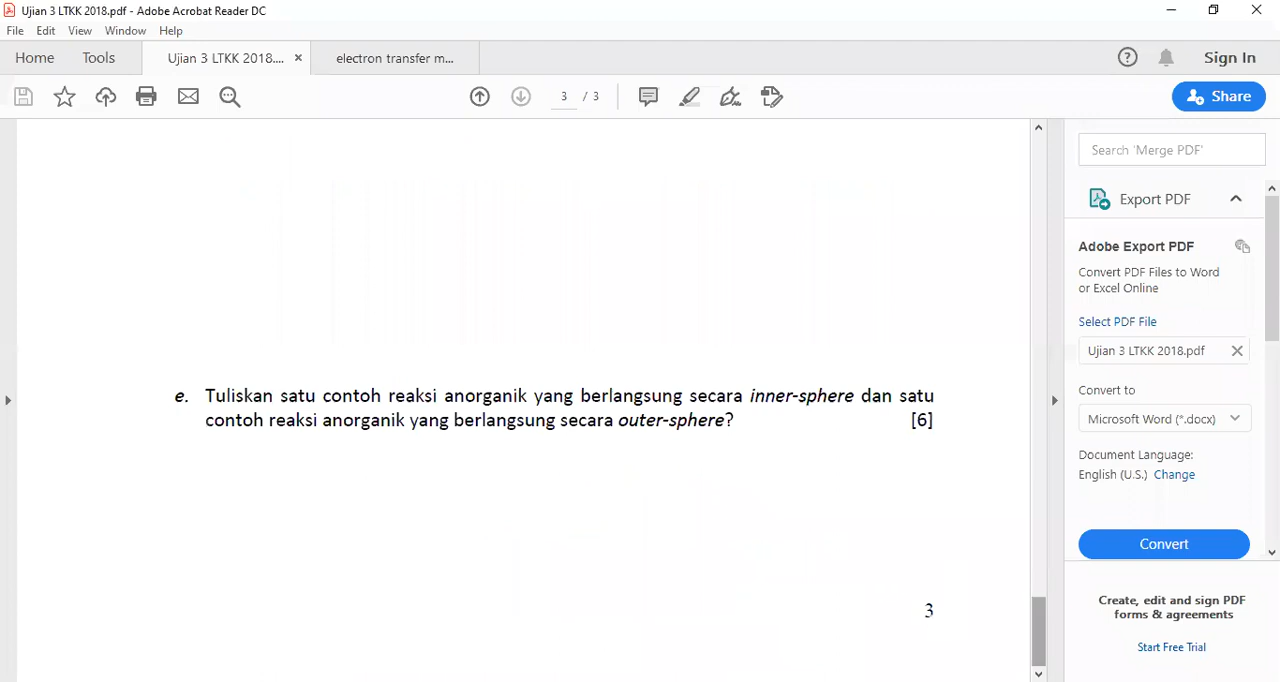 Ujian 3 LTKK 2018.pdf - Adobe Acrobat Reader DC
File Edit View Window Help
Home Tools Ujian 3 LTKK 2018.... × electron transfer m... Sign In
3 / 3 Share
Search 'Merge PDF'
Export PDF
Adobe Export PDF
Convert PDF Files to Word
or Excel Online
Select PDF File
Ujian 3 LTKK 2018.pdf
Convert to
Microsoft Word (*.docx)
Document Language:
English (U.S.) Change
Convert
Create, edit and sign PDF
forms & agreements
Start Free Trial
e. Tuliskan satu contoh reaksi anorganik yang berlangsung secara inner-sphere dan satu
contoh reaksi anorganik yang berlangsung secara outer-sphere? [6]
3